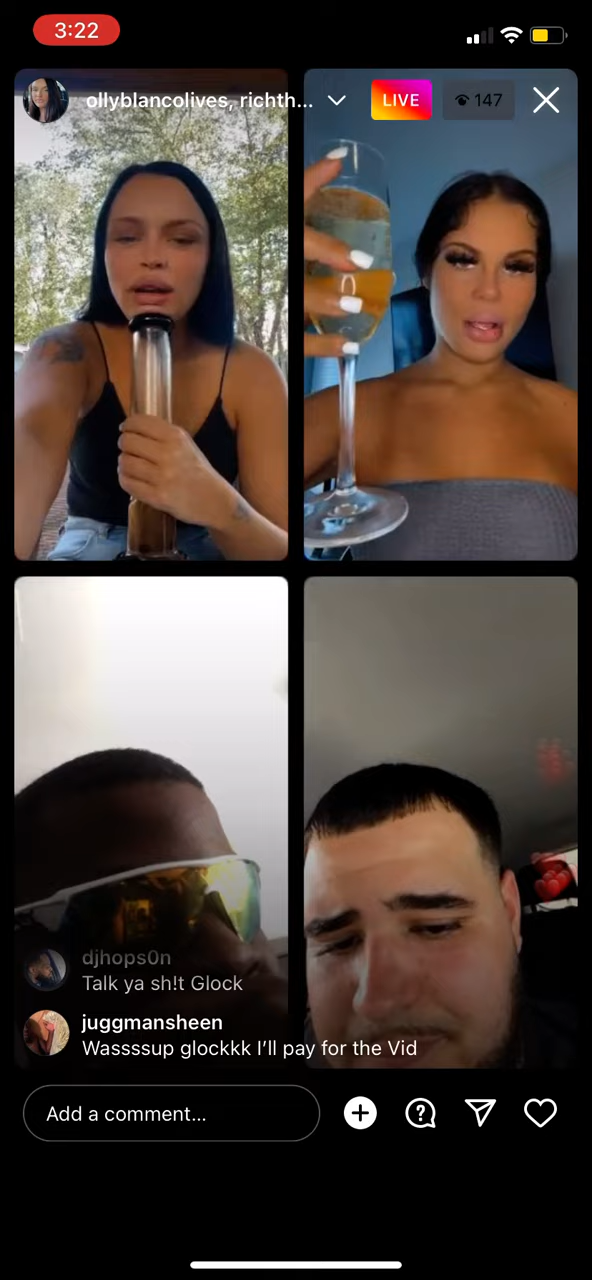 3:22
ollyblancolives, richth...
LIVE
147
djhops0n
Talk ya sh!t Glock
juggmansheen
Wassssup glockkk I’ll pay for the Vid
Add a comment...